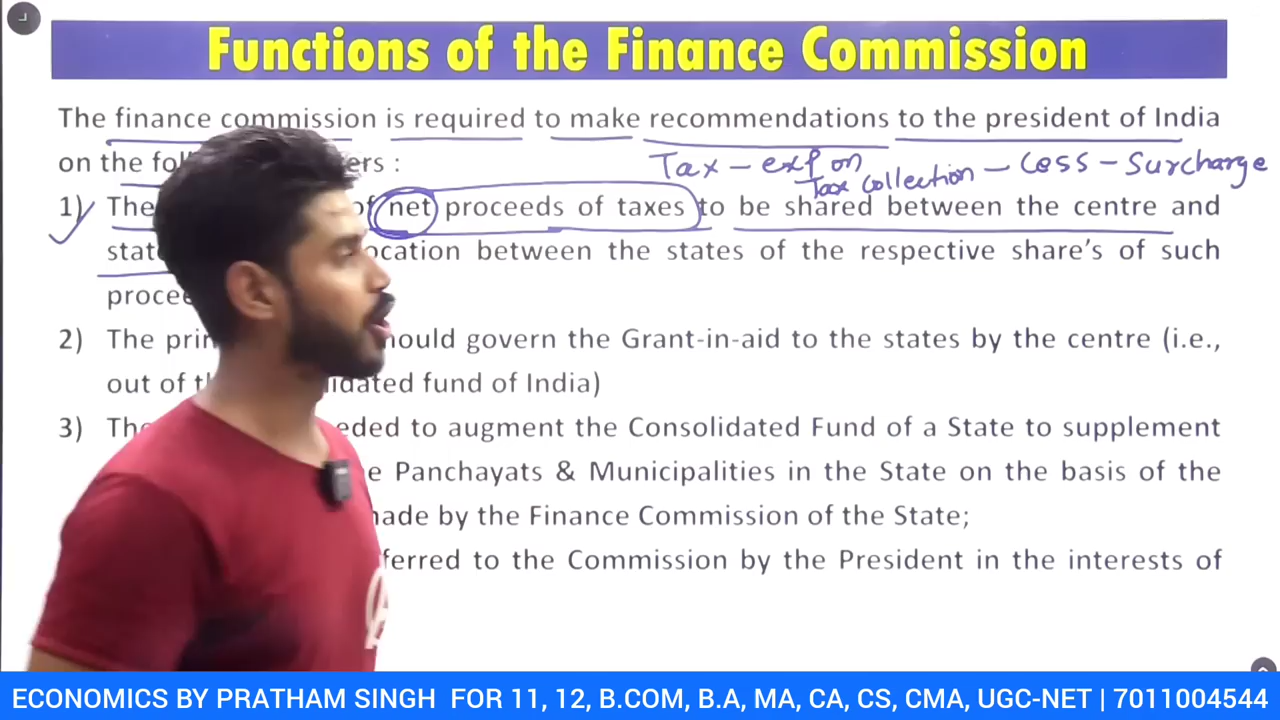 Functions of the Finance Commission
The finance commission is required to make recommendations to the president of India
on the ers :
Tax – exp on
Tax collection – Cess – Surcharge
1) The of net proceeds of taxes to be shared between the centre and
stat ocation between the states of the respective share's of such
procee
2) The prin hould govern the Grant-in-aid to the states by the centre (i.e.,
out of th idated fund of India)
3) The eded to augment the Consolidated Fund of a State to supplement
e Panchayats & Municipalities in the State on the basis of the
made by the Finance Commission of the State;
ferred to the Commission by the President in the interests of
ECONOMICS BY PRATHAM SINGH FOR 11, 12, B.COM, B.A, MA, CA, CS, CMA, UGC-NET | 7011004544